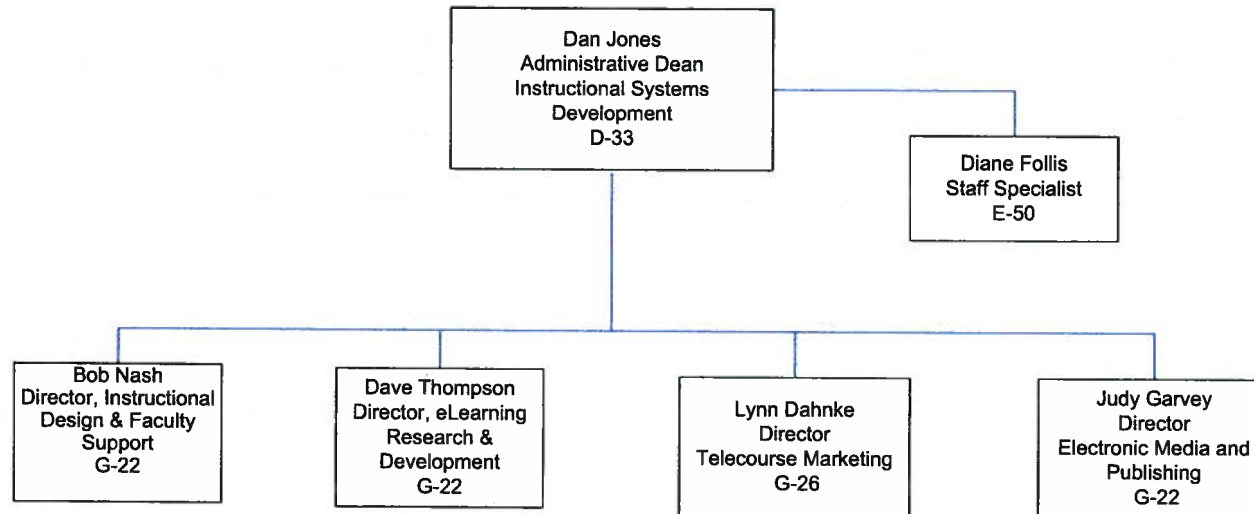 Dan Jones
Administrative Dean
Instructional Systems
Development
D-33
Diane Follis
Staff Specialist
E-50
Bob Nash
Director, Instructional
Design & Faculty
Support
G-22
Dave Thompson
Director, eLearning
Research &
Development
G-22
Lynn Dahnke
Director
Telecourse Marketing
G-26
Judy Garvey
Director
Electronic Media and
Publishing
G-22